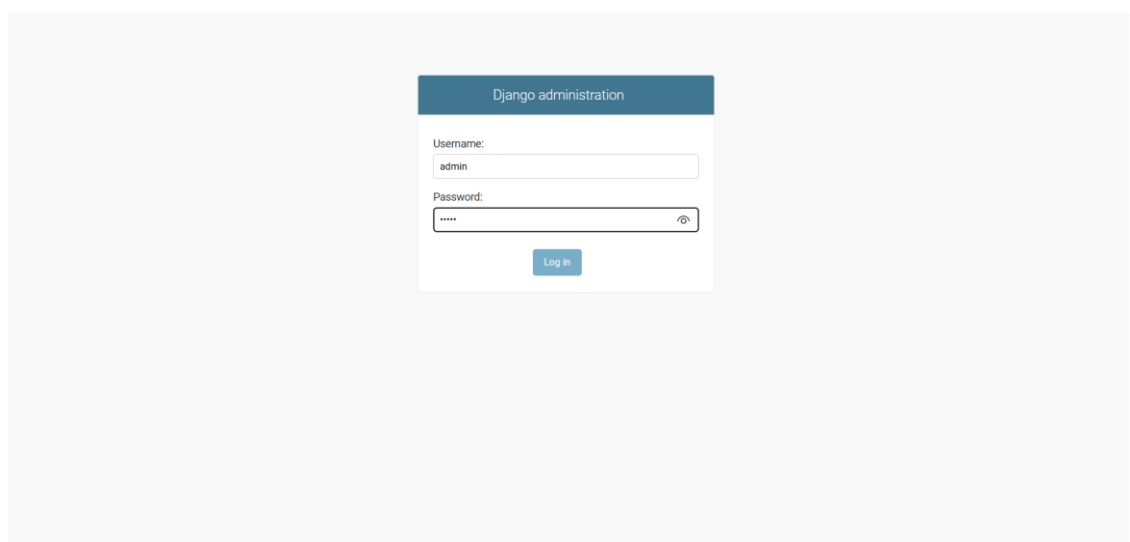 Django administration
Username:
admin
Password:
•••••
Log in